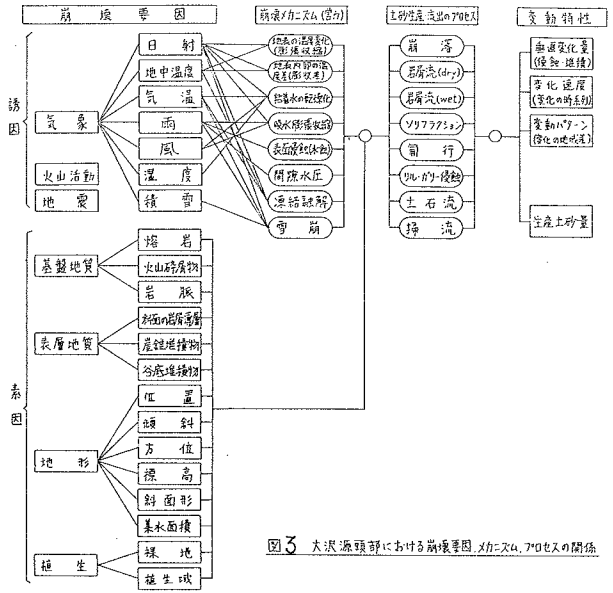 崩壊要因
崩壊メカニズム(営力)
土砂生産、流出のプロセス
変動特性
誘因
気象
火山活動
地震
日射
地中温度
気温
雨
風
湿度
積雪
地表の温度変化
(膨張収縮)
地表内部の温
度差(膨収差)
結着水の乾燥化
吸水膨張収縮
表面侵蝕(水蝕)
間隙水圧
凍結融解
雪崩
崩落
岩屑流(dry)
岩屑流(wet)
ソリフラクション
匍行
リル・ガリー侵蝕
土石流
掃流
垂直変化量
(侵蝕・堆積)
変化速度
(変化の時系列)
変動パターン
(変化の地域差)
生産土砂量
素因
基盤地質
表層地質
地形
植生
熔岩
火山砕屑物
岩脈
斜面の岩屑薄層
崖錐堆積物
谷底堆積物
位置
傾斜
方位
標高
斜面形
集水面積
裸地
植生域
図3 大沢源頭部における崩壊要因、メカニズム、プロセスの関係